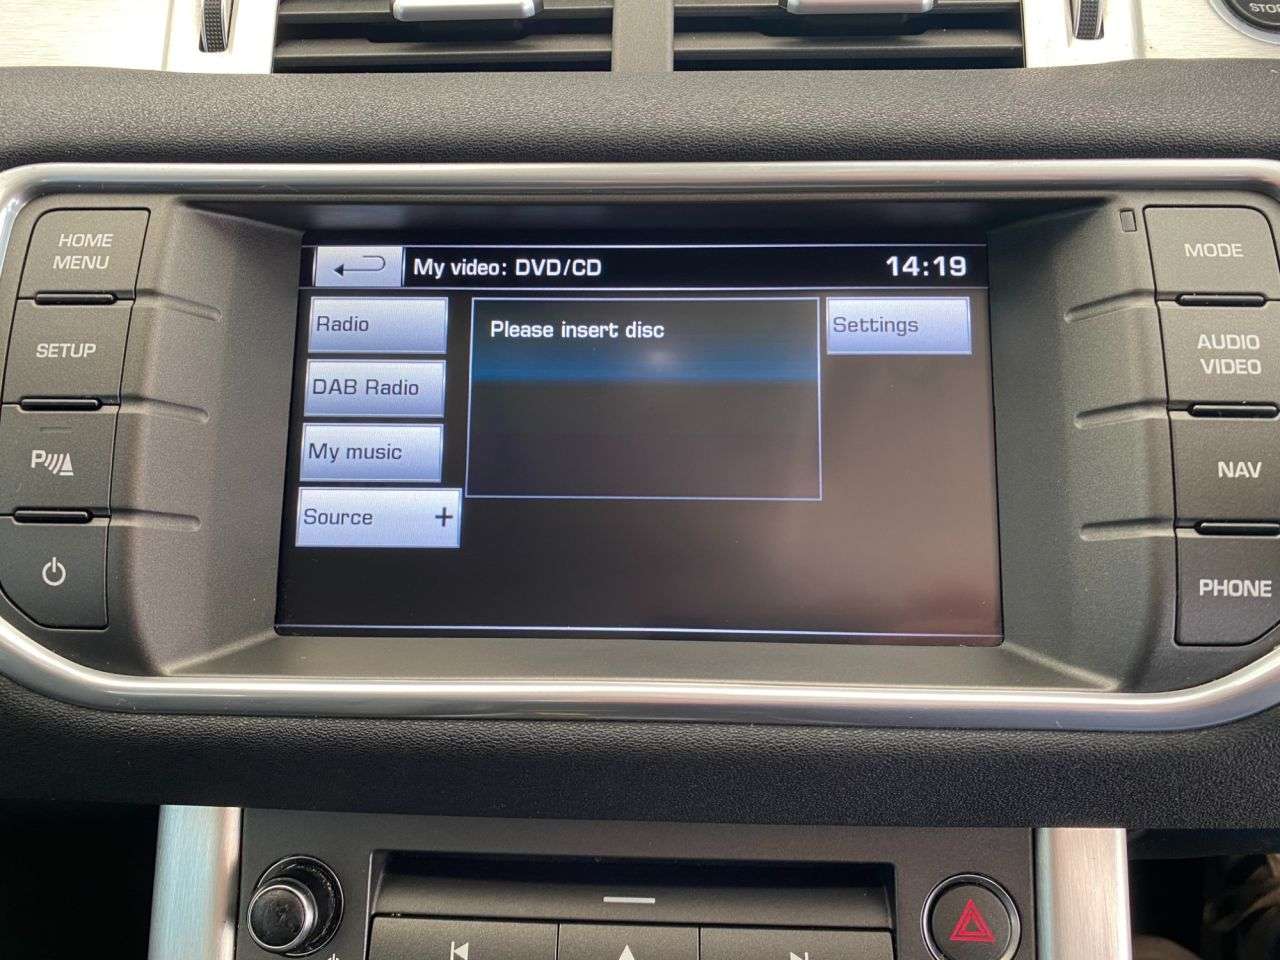 STOP
HOME
MENU
SETUP
P
My video: DVD/CD
14:19
Radio
DAB Radio
My music
Source +
Please insert disc
Settings
MODE
AUDIO
VIDEO
NAV
PHONE